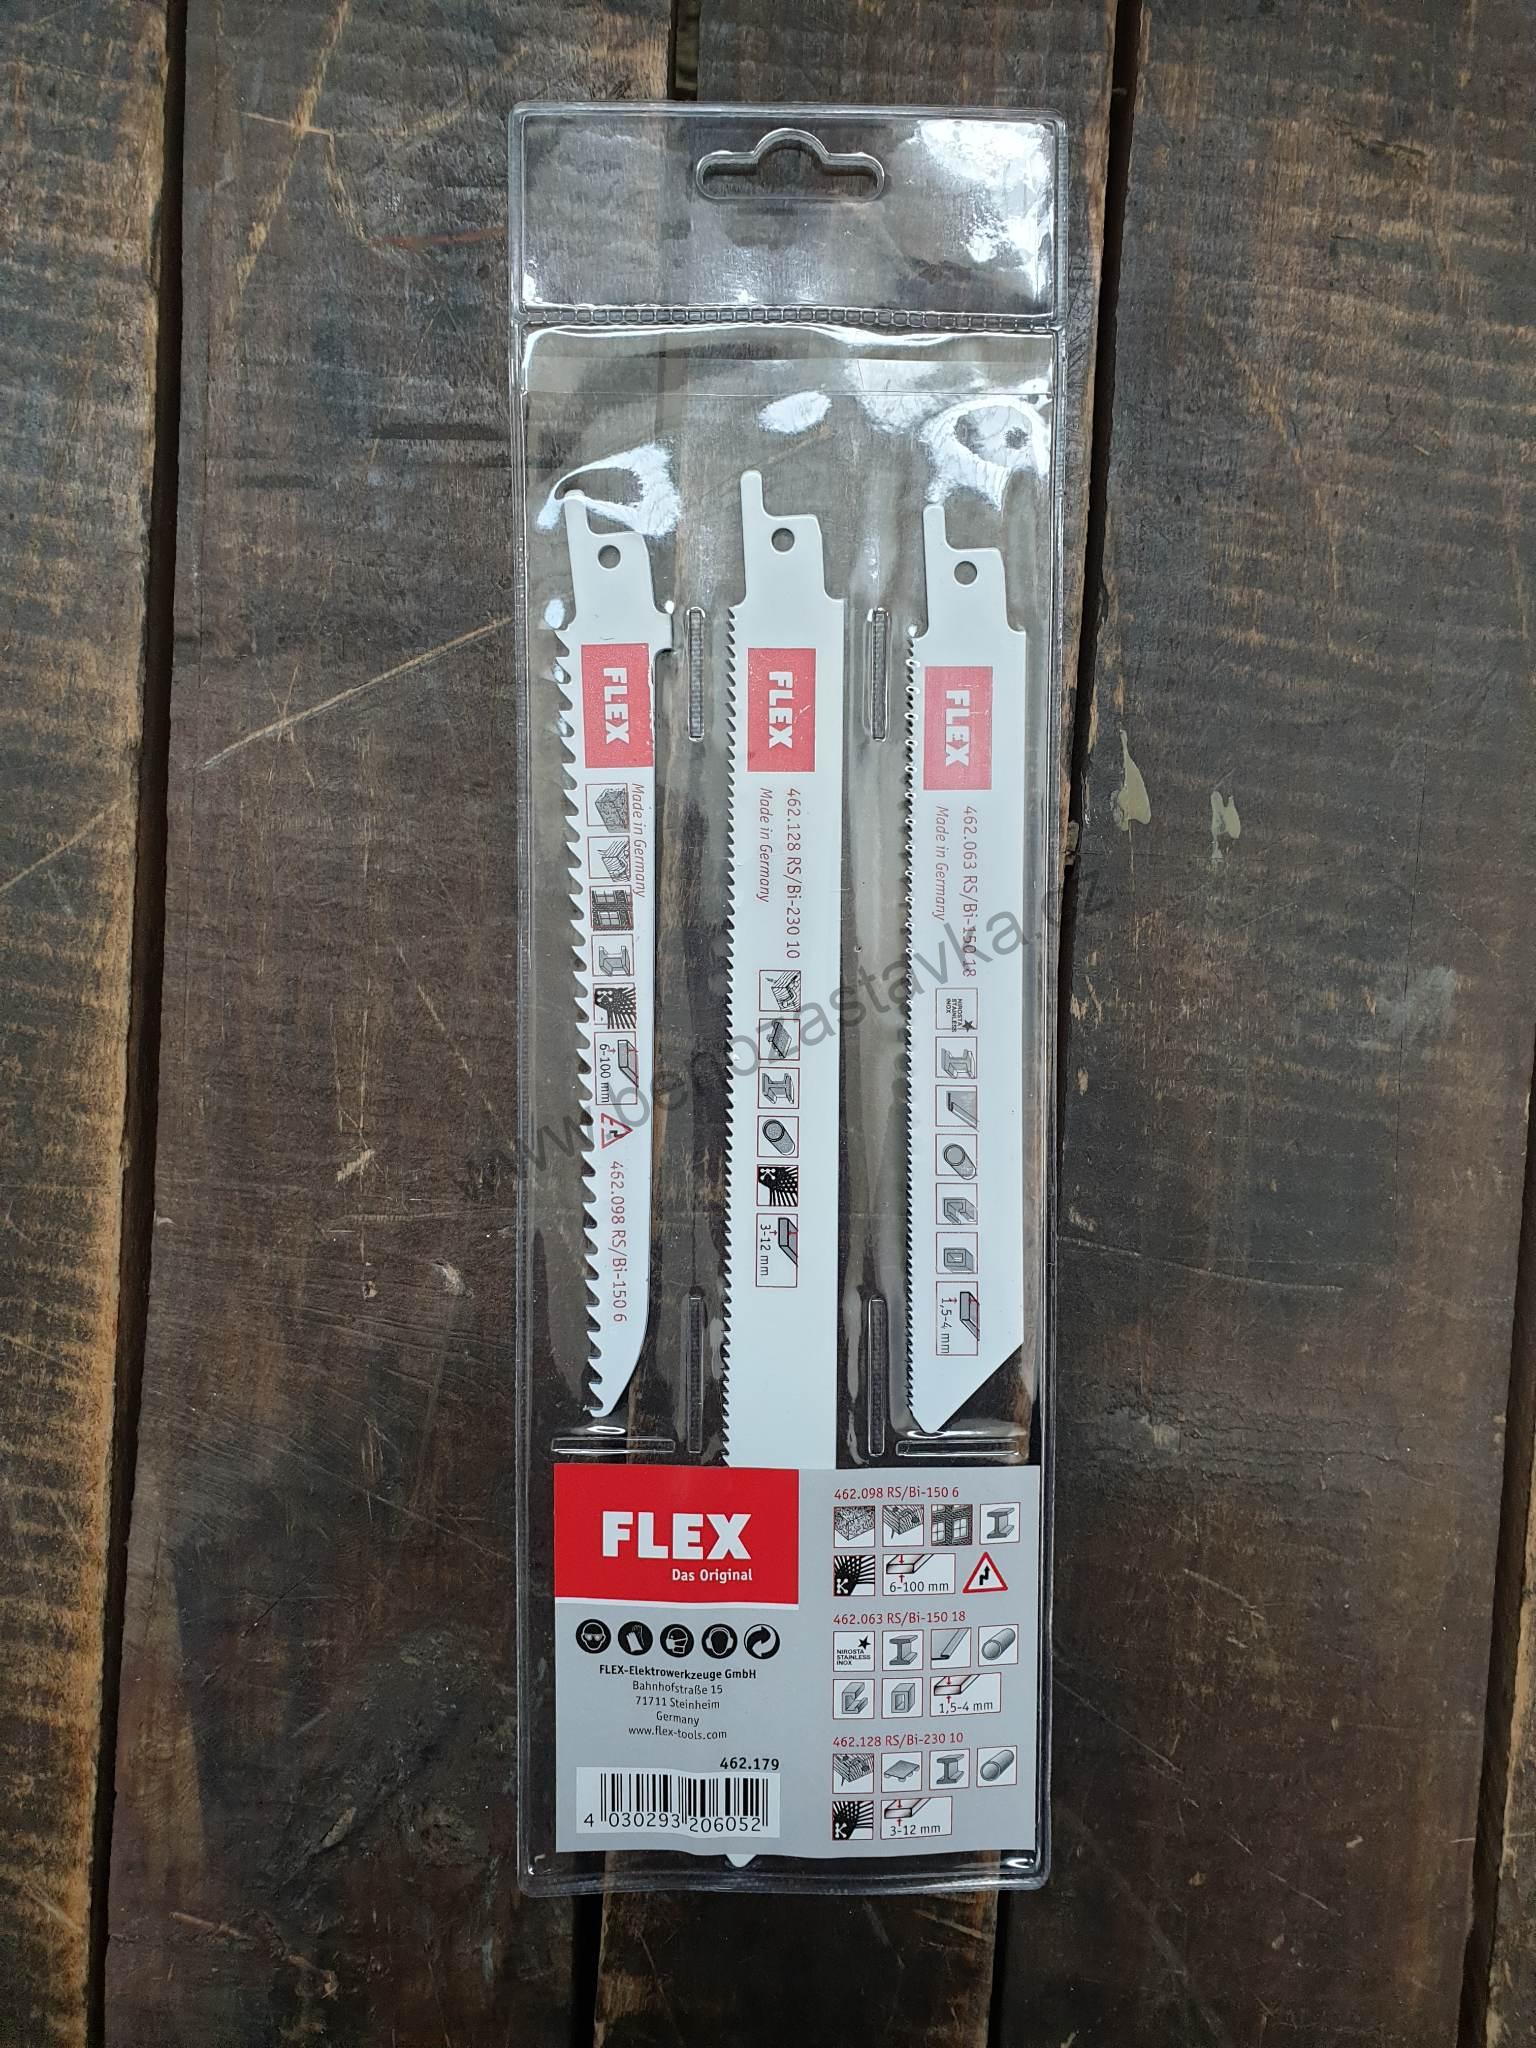 FLEX
Made in Germany
6-100 mm
462.098 RS/Bi-150 6
FLEX
462.128 RS/Bi-230 10
Made in Germany
3-12 mm
FLEX
462.063 RS/Bi-150 18
Made in Germany
NIROSTA
STAINLESS
INOX
1,5-4 mm
FLEX
Das Original
FLEX-Elektrowerkzeuge GmbH
Bahnhofstraße 15
71711 Steinheim
Germany
www.flex-tools.com
462.179
4 030293 206052
462.098 RS/Bi-150 6
K
6-100 mm
462.063 RS/Bi-150 18
NIROSTA
STAINLESS
INOX
1,5-4 mm
462.128 RS/Bi-230 10
K
3-12 mm